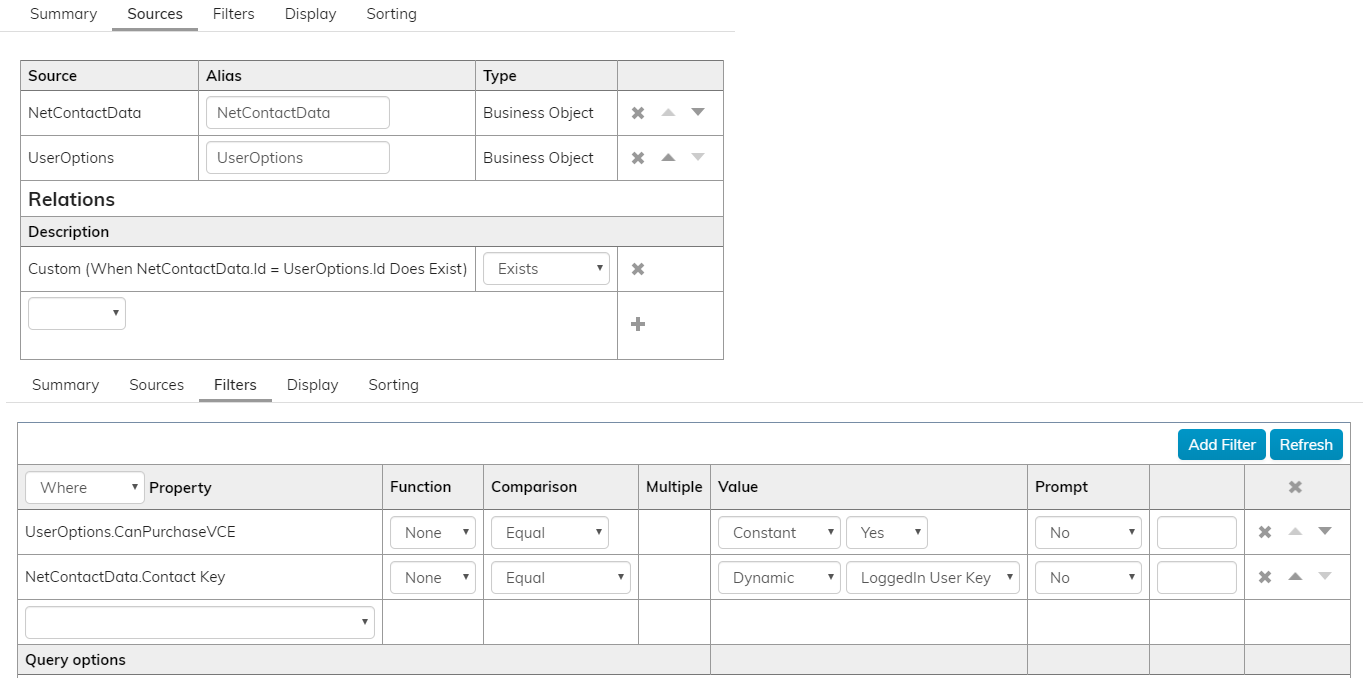 Summary Sources Filters Display Sorting
Source Alias Type
NetContactData NetContactData Business Object
UserOptions UserOptions Business Object
Relations
Description
Custom (When NetContactData.Id = UserOptions.Id Does Exist) Exists
Summary Sources Filters Display Sorting
Add Filter Refresh
Where Property Function Comparison Multiple Value Prompt
UserOptions.CanPurchaseVCE None Equal Constant Yes No
NetContactData.Contact Key None Equal Dynamic LoggedIn User Key No
Query options